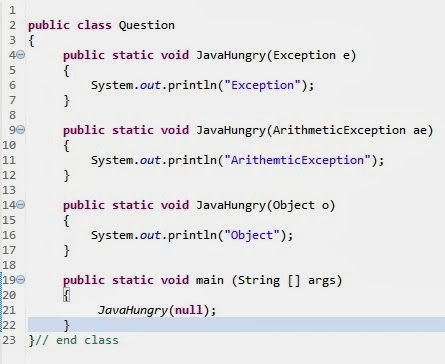 1
2 public class Question
3 {
4 public static void JavaHungry(Exception e)
5 {
6 System.out.println("Exception");
7 }
8
9 public static void JavaHungry(ArithmeticException ae)
10 {
11 System.out.println("ArithemticException");
12 }
13
14 public static void JavaHungry(Object o)
15 {
16 System.out.println("Object");
17 }
18
19 public static void main (String [] args)
20 {
21 JavaHungry(null);
22 }
23 }// end class